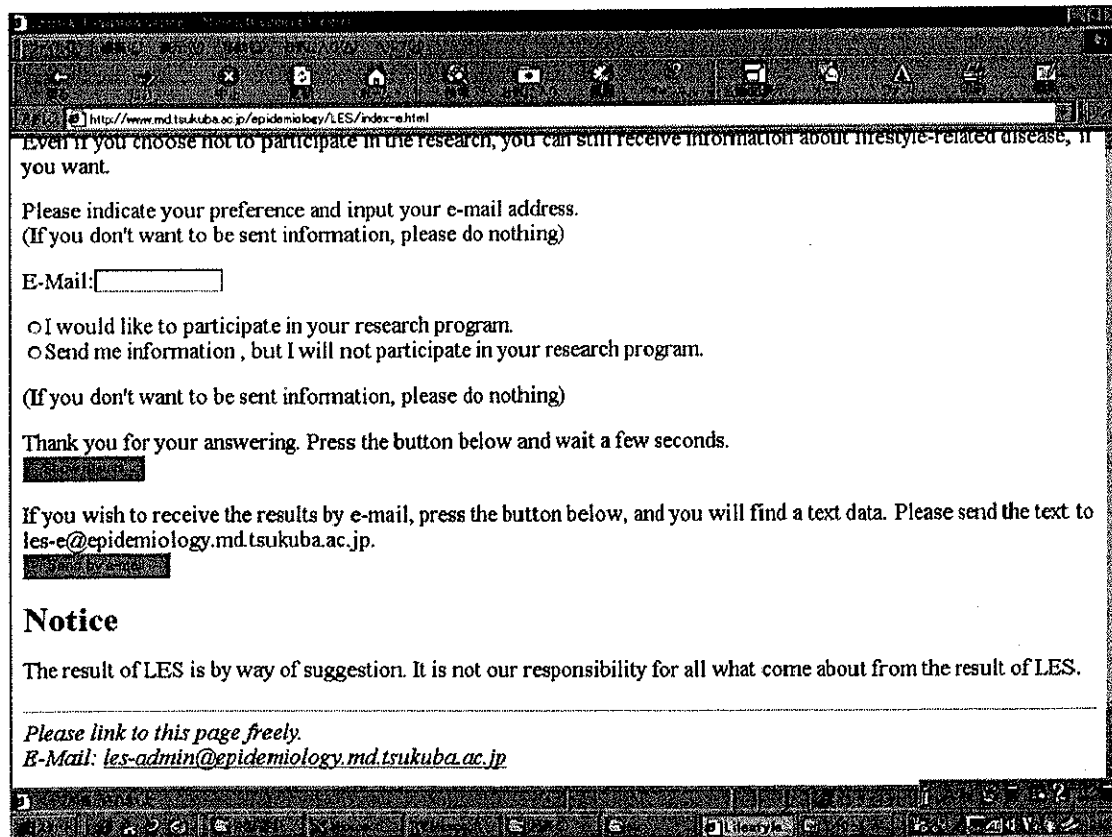 http://www.md.tsukuba.ac.jp/epidemiology/LES/index-e.html
Even if you choose not to participate in the research, you can still receive information about lifestyle-related disease, if
you want.
Please indicate your preference and input your e-mail address.
(If you don't want to be sent information, please do nothing)
E-Mail:
I would like to participate in your research program.
Send me information , but I will not participate in your research program.
(If you don't want to be sent information, please do nothing)
Thank you for your answering. Press the button below and wait a few seconds.
If you wish to receive the results by e-mail, press the button below, and you will find a text data. Please send the text to
les-e@epidemiology.md.tsukuba.ac.jp.
Send by e-mail
Notice
The result of LES is by way of suggestion. It is not our responsibility for all what come about from the result of LES.
Please link to this page freely.
E-Mail: les-admin@epidemiology.md.tsukuba.ac.jp